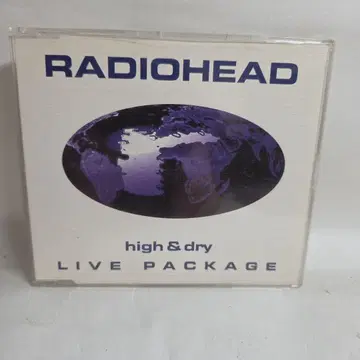 RADIOHEAD
high & dry
LIVE PACKAGE